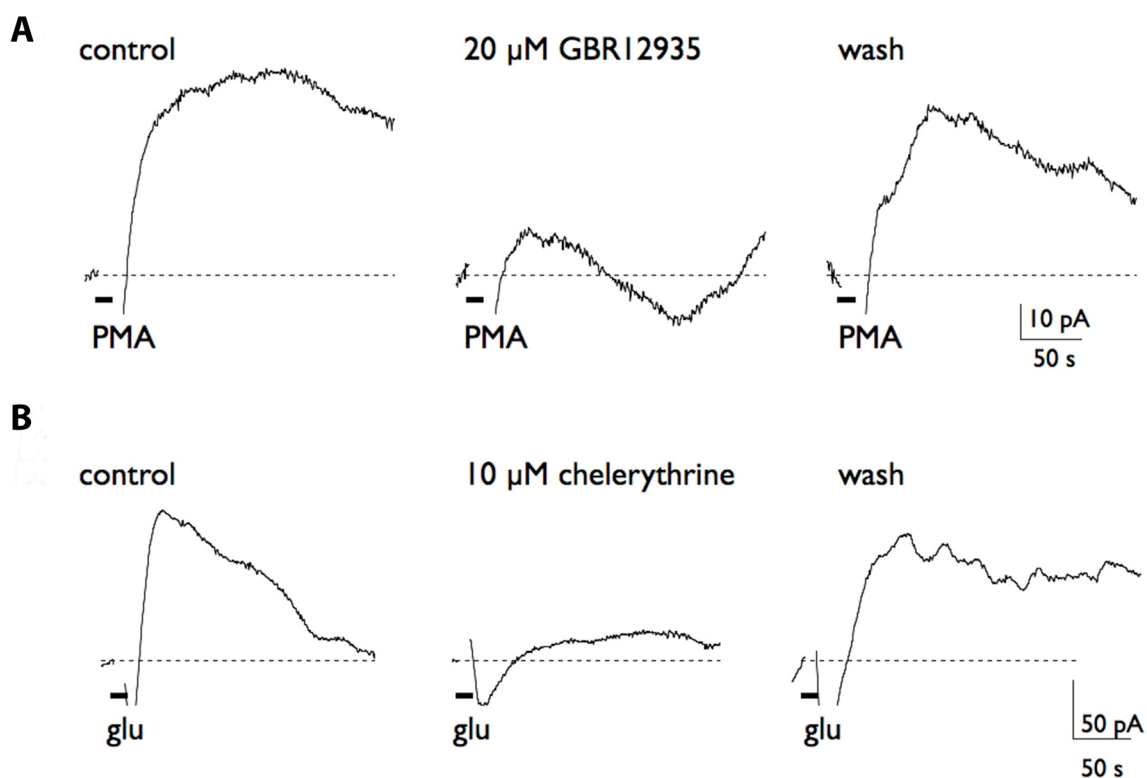 A
control
20 µM GBR12935
wash
PMA
PMA
PMA
10 pA
50 s
B
control
10 µM chelerythrine
wash
glu
glu
glu
50 pA
50 s